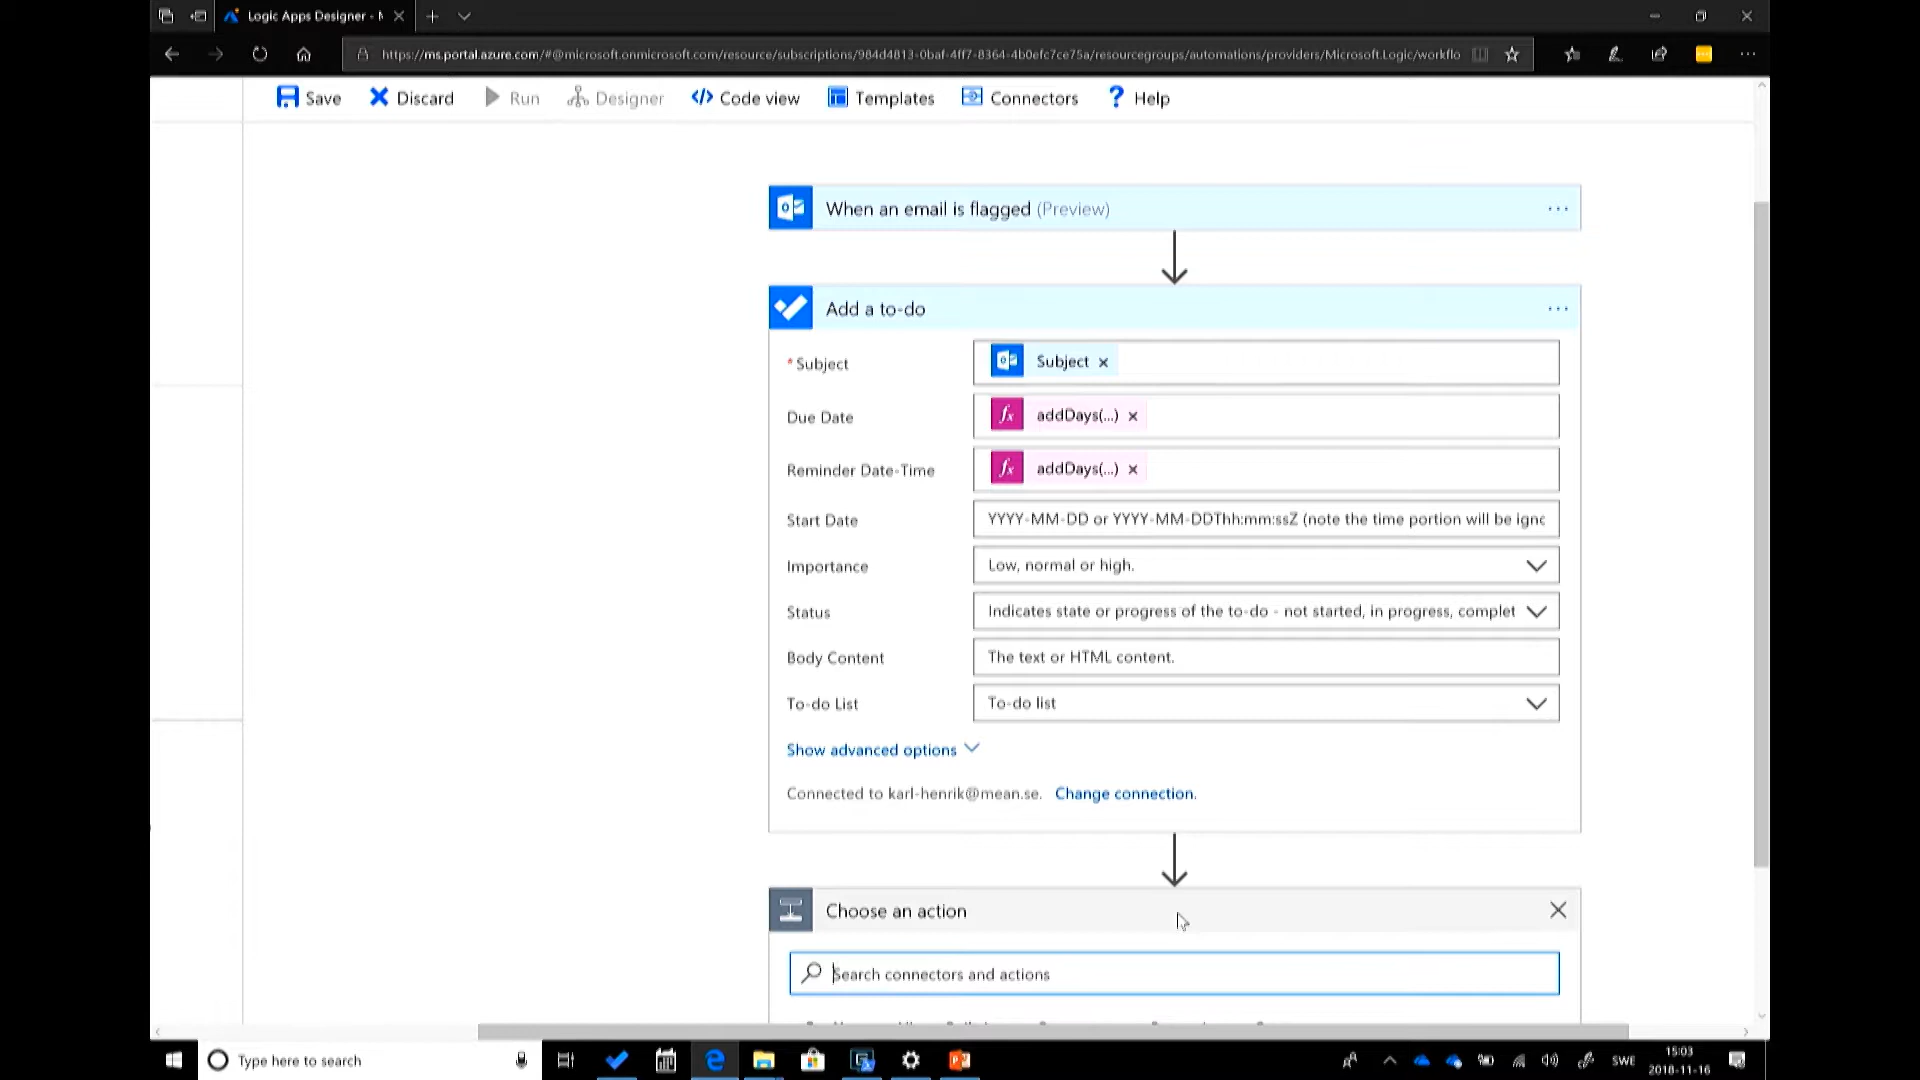 Logic Apps Designer - M
https://ms.portal.azure.com/#@microsoft.onmicrosoft.com/resource/subscriptions/984d4813-0baf-4ff7-8364-4b0efc7ce75a/resourcegroups/automations/providers/Microsoft.Logic/workflo
Save Discard Run Designer Code view Templates Connectors Help
When an email is flagged (Preview)
Add a to-do
* Subject Subject ×
Due Date fx addDays(...) ×
Reminder Date-Time fx addDays(...) ×
Start Date YYYY-MM-DD or YYYY-MM-DDThh:mm:ssZ (note the time portion will be igno
Importance Low, normal or high.
Status Indicates state or progress of the to-do - not started, in progress, complet
Body Content The text or HTML content.
To-do List To-do list
Show advanced options
Connected to karl-henrik@mean.se. Change connection.
Choose an action
Search connectors and actions
Type here to search
SWE
15:03
2018-11-16